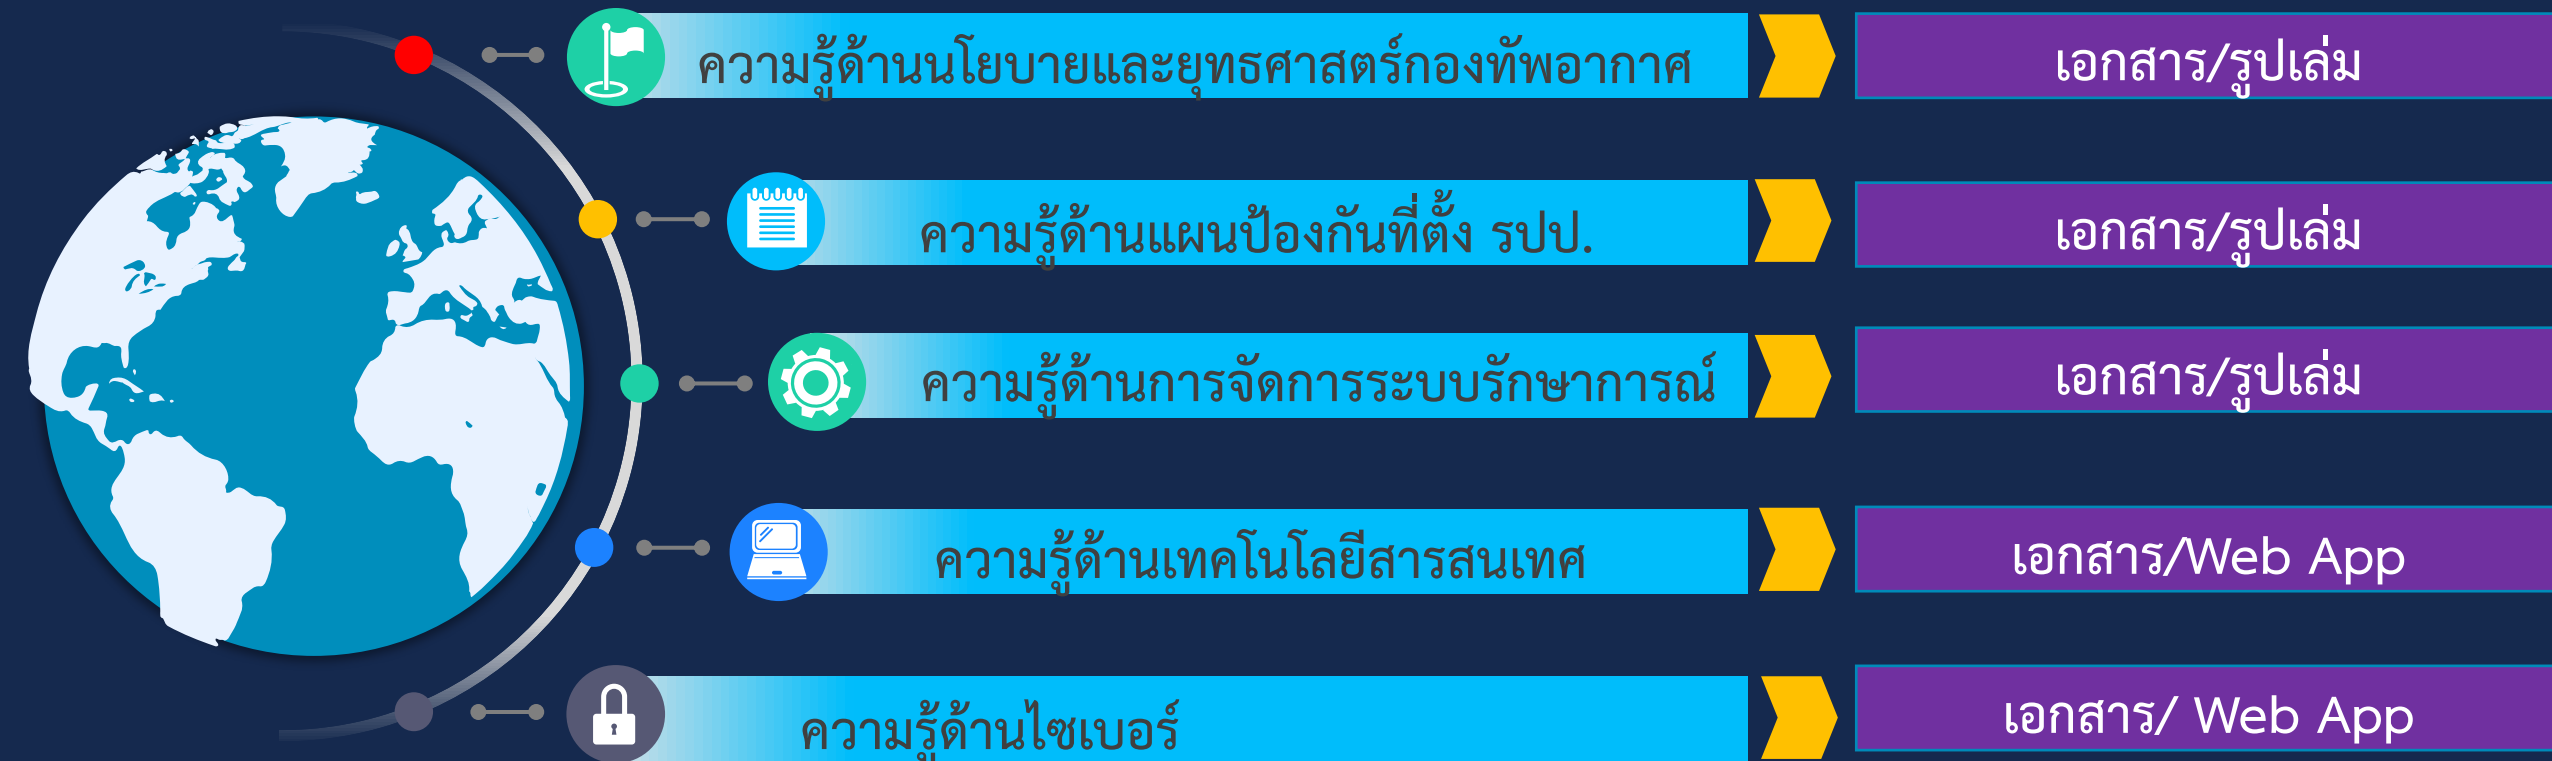 ความรู้ด้านนโยบายและยุทธศาสตร์กองทัพอากาศ
เอกสาร/รูปเล่ม
ความรู้ด้านแผนป้องกันที่ตั้ง รปป.
เอกสาร/รูปเล่ม
ความรู้ด้านการจัดการระบบรักษาการณ์
เอกสาร/รูปเล่ม
ความรู้ด้านเทคโนโลยีสารสนเทศ
เอกสาร/Web App
ความรู้ด้านไซเบอร์
เอกสาร/ Web App